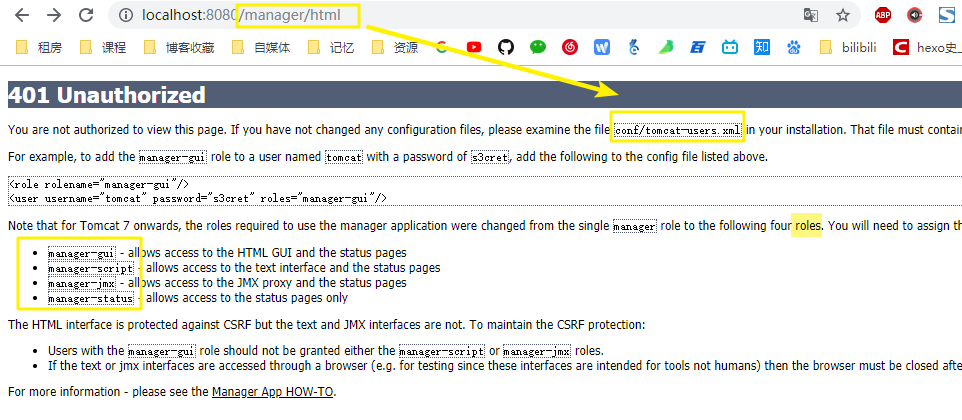 localhost:8080/manager/html
ABP
S
租房 课程 博客收藏 自媒体 记忆 资源 G W 百 知 bilibili C hexo史
401 Unauthorized
You are not authorized to view this page. If you have not changed any configuration files, please examine the file conf/tomcat-users.xml in your installation. That file must contai
For example, to add the manager-gui role to a user named tomcat with a password of s3cret, add the following to the config file listed above.
<role rolename="manager-gui"/>
<user username="tomcat" password="s3cret" roles="manager-gui"/>
Note that for Tomcat 7 onwards, the roles required to use the manager application were changed from the single manager role to the following four roles. You will need to assign th
manager-gui - allows access to the HTML GUI and the status pages
manager-script - allows access to the text interface and the status pages
manager-jmx - allows access to the JMX proxy and the status pages
manager-status - allows access to the status pages only
The HTML interface is protected against CSRF but the text and JMX interfaces are not. To maintain the CSRF protection:
Users with the manager-gui role should not be granted either the manager-script or manager-jmx roles.
If the text or jmx interfaces are accessed through a browser (e.g. for testing since these interfaces are intended for tools not humans) then the browser must be closed afte
For more information - please see the Manager App HOW-TO.